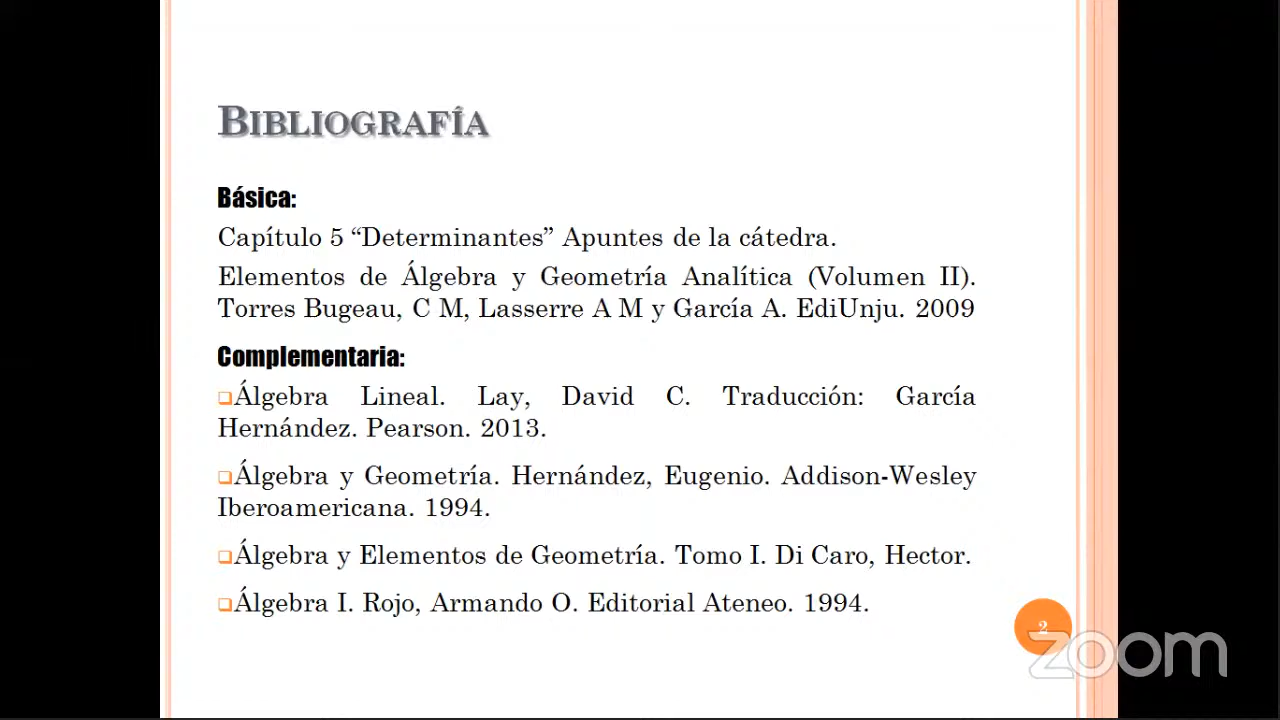 BIBLIOGRAFÍA
Básica:
Capítulo 5 “Determinantes” Apuntes de la cátedra.
Elementos de Álgebra y Geometría Analítica (Volumen II).
Torres Bugeau, C M, Lasserre A M y García A. EdiUnju. 2009
Complementaria:
❑Álgebra Lineal. Lay, David C. Traducción: García
Hernández. Pearson. 2013.
❑Álgebra y Geometría. Hernández, Eugenio. Addison-Wesley
Iberoamericana. 1994.
❑Álgebra y Elementos de Geometría. Tomo I. Di Caro, Hector.
❑Álgebra I. Rojo, Armando O. Editorial Ateneo. 1994.
2
zoom